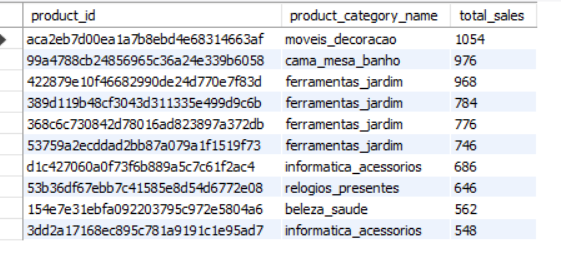 product_id product_category_name total_sales
aca2eb7d00ea1a7b8ebd4e68314663af moveis_decoracao 1054
99a4788cb24856965c36a24e339b6058 cama_mesa_banho 976
422879e10f46682990de24d770e7f83d ferramentas_jardim 968
389d119b48cf3043d311335e499d9c6b ferramentas_jardim 784
368c6c730842d78016ad823897a372db ferramentas_jardim 776
53759a2ecddad2bb87a079a1f1519f73 ferramentas_jardim 746
d1c427060a0f73f6b889a5c7c61f2ac4 informatica_acessorios 686
53b36df67ebb7c41585e8d54d6772e08 relogios_presentes 646
154e7e31ebfa092203795c972e5804a6 beleza_saude 562
3dd2a17168ec895c781a9191c1e95ad7 informatica_acessorios 548